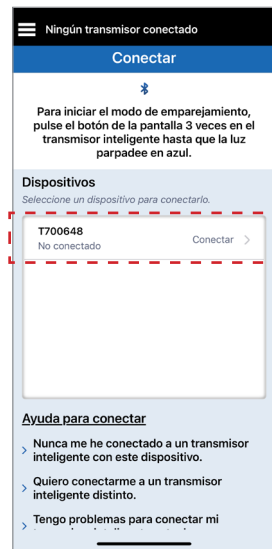 Ningún transmisor conectado
Conectar
Para iniciar el modo de emparejamiento,
pulse el botón de la pantalla 3 veces en el
transmisor inteligente hasta que la luz
parpadee en azul.
Dispositivos
Seleccione un dispositivo para conectarlo.
T700648
No conectado
Conectar
Ayuda para conectar
Nunca me he conectado a un transmisor
inteligente con este dispositivo.
Quiero conectarme a un transmisor
inteligente distinto.
Tengo problemas para conectar mi